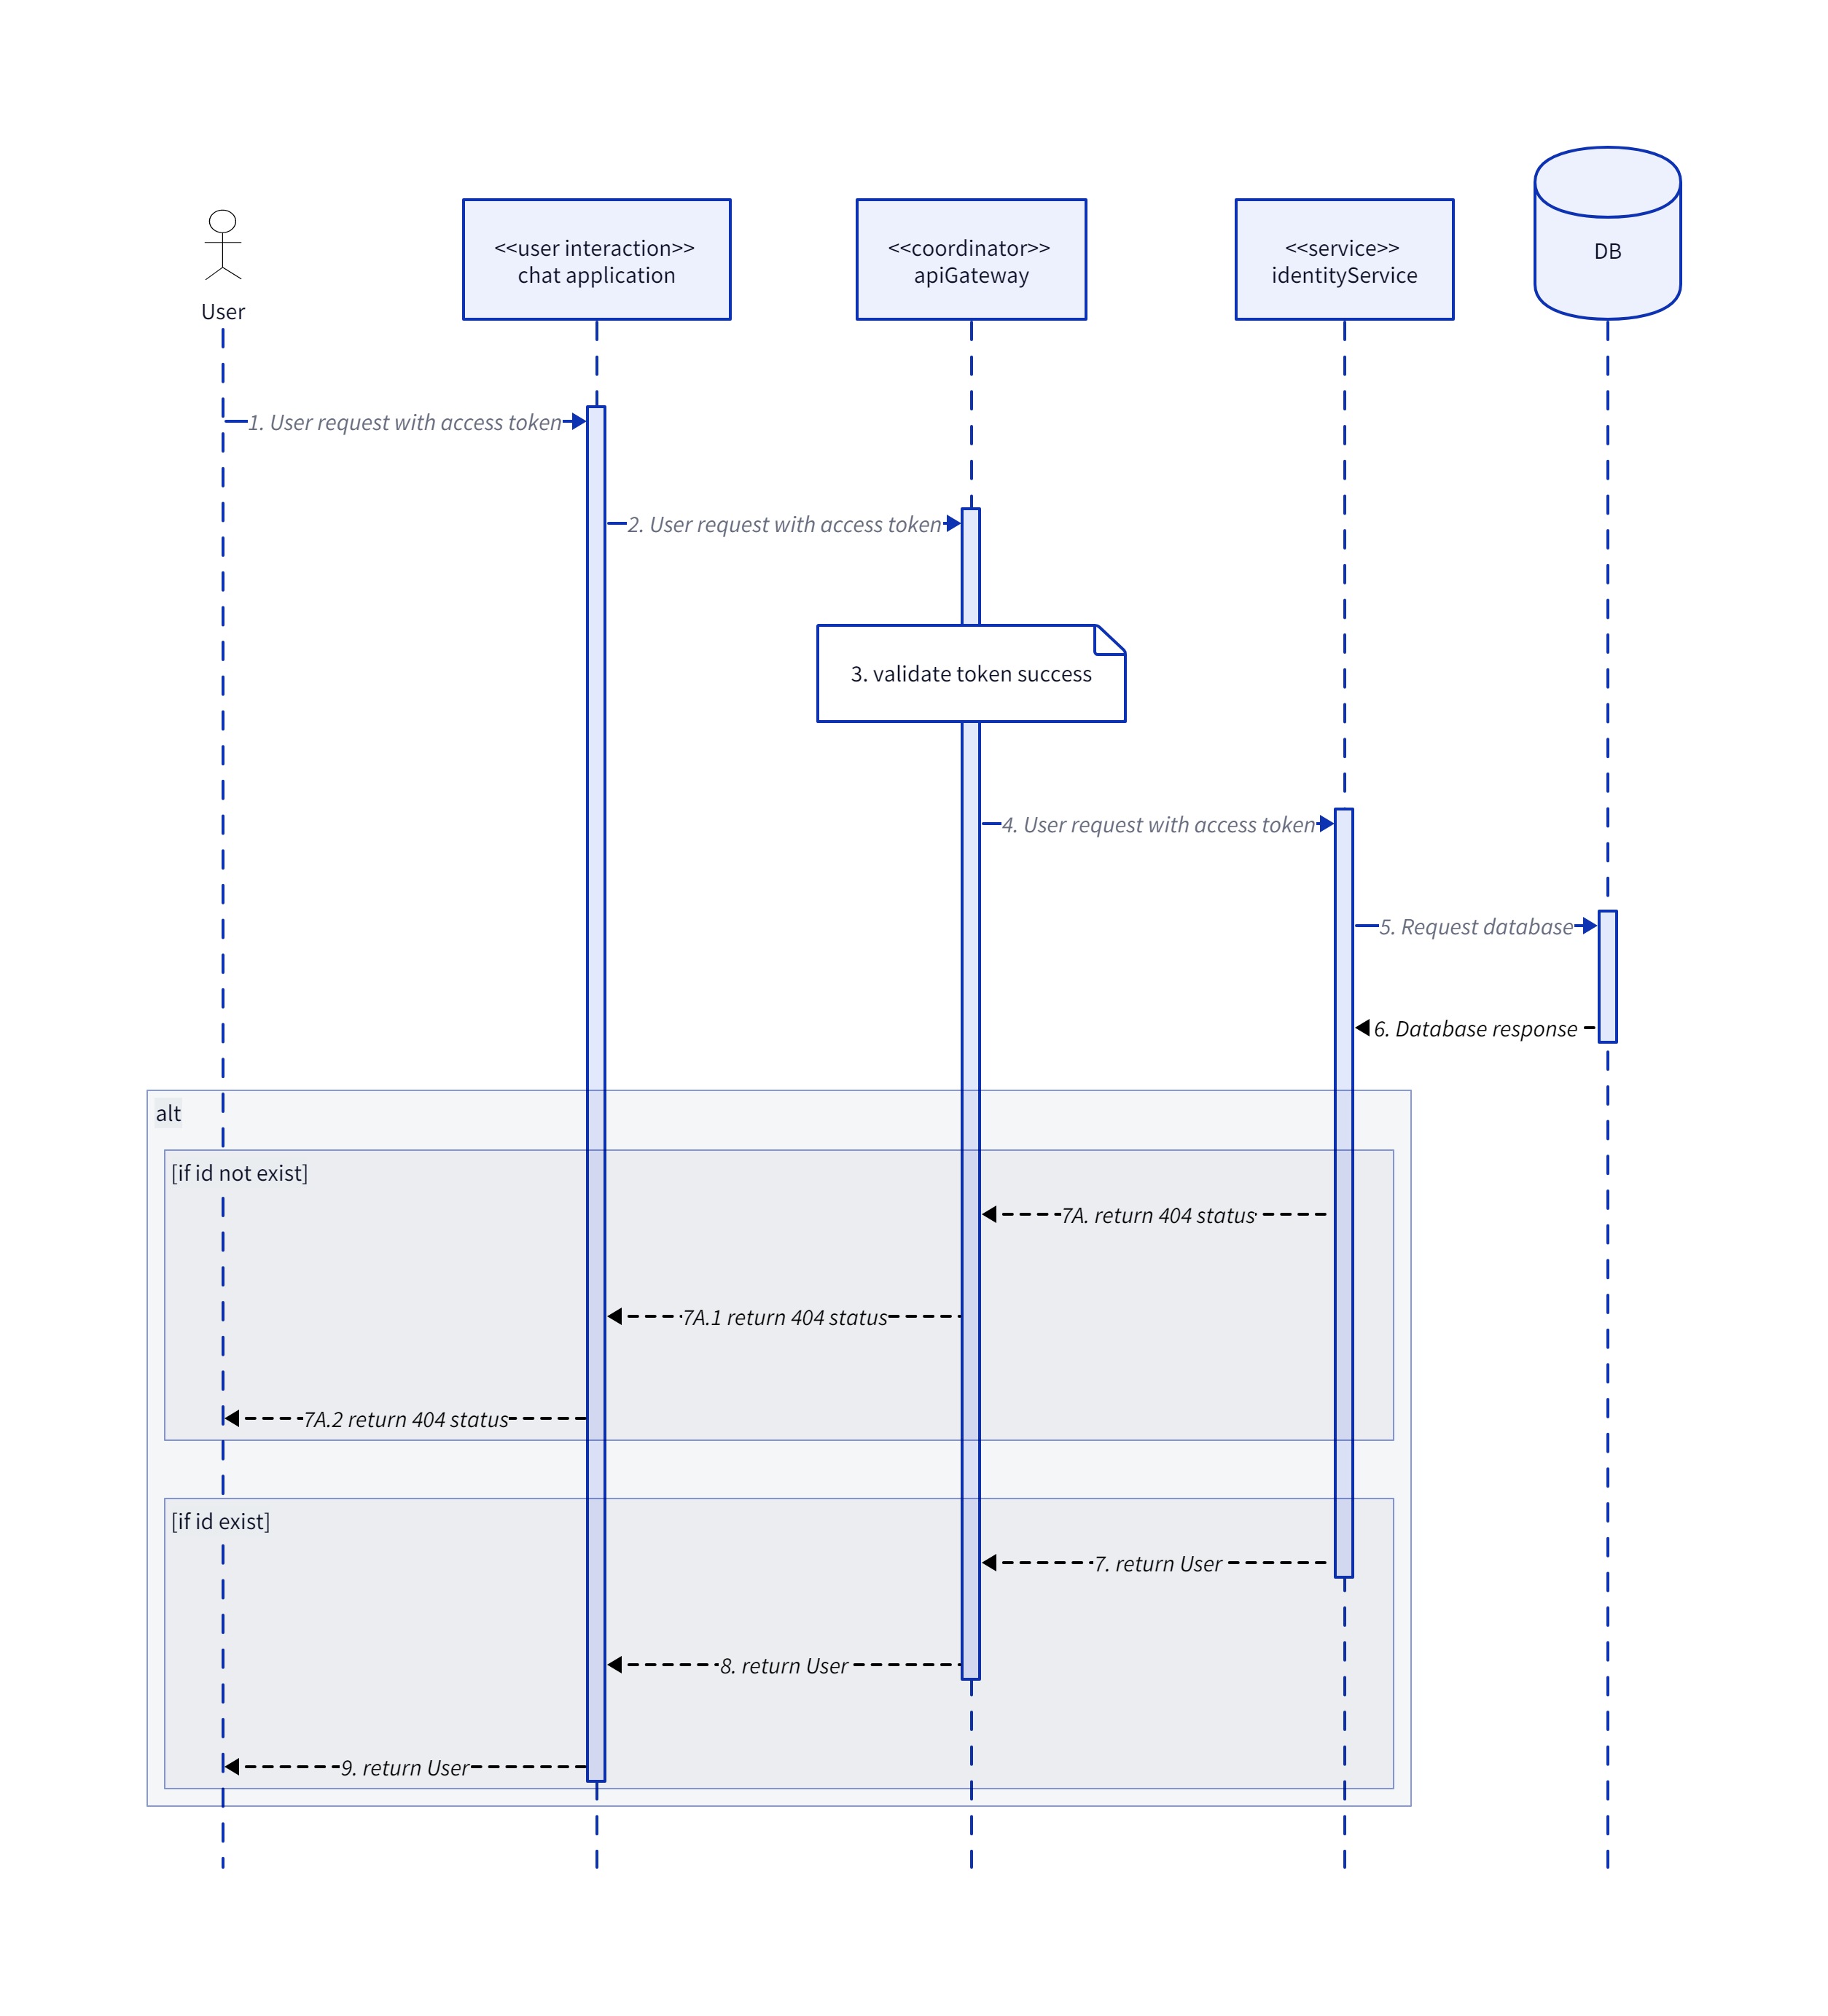 <<user interaction>>
chat application
<<coordinator>>
apiGateway
<<service>>
identityService
DB
User
1. User request with access token
2. User request with access token
3. validate token success
4. User request with access token
5. Request database
6. Database response
alt
[if id not exist]
7A. return 404 status
7A.1 return 404 status
7A.2 return 404 status
[if id exist]
7. return User
8. return User
9. return User